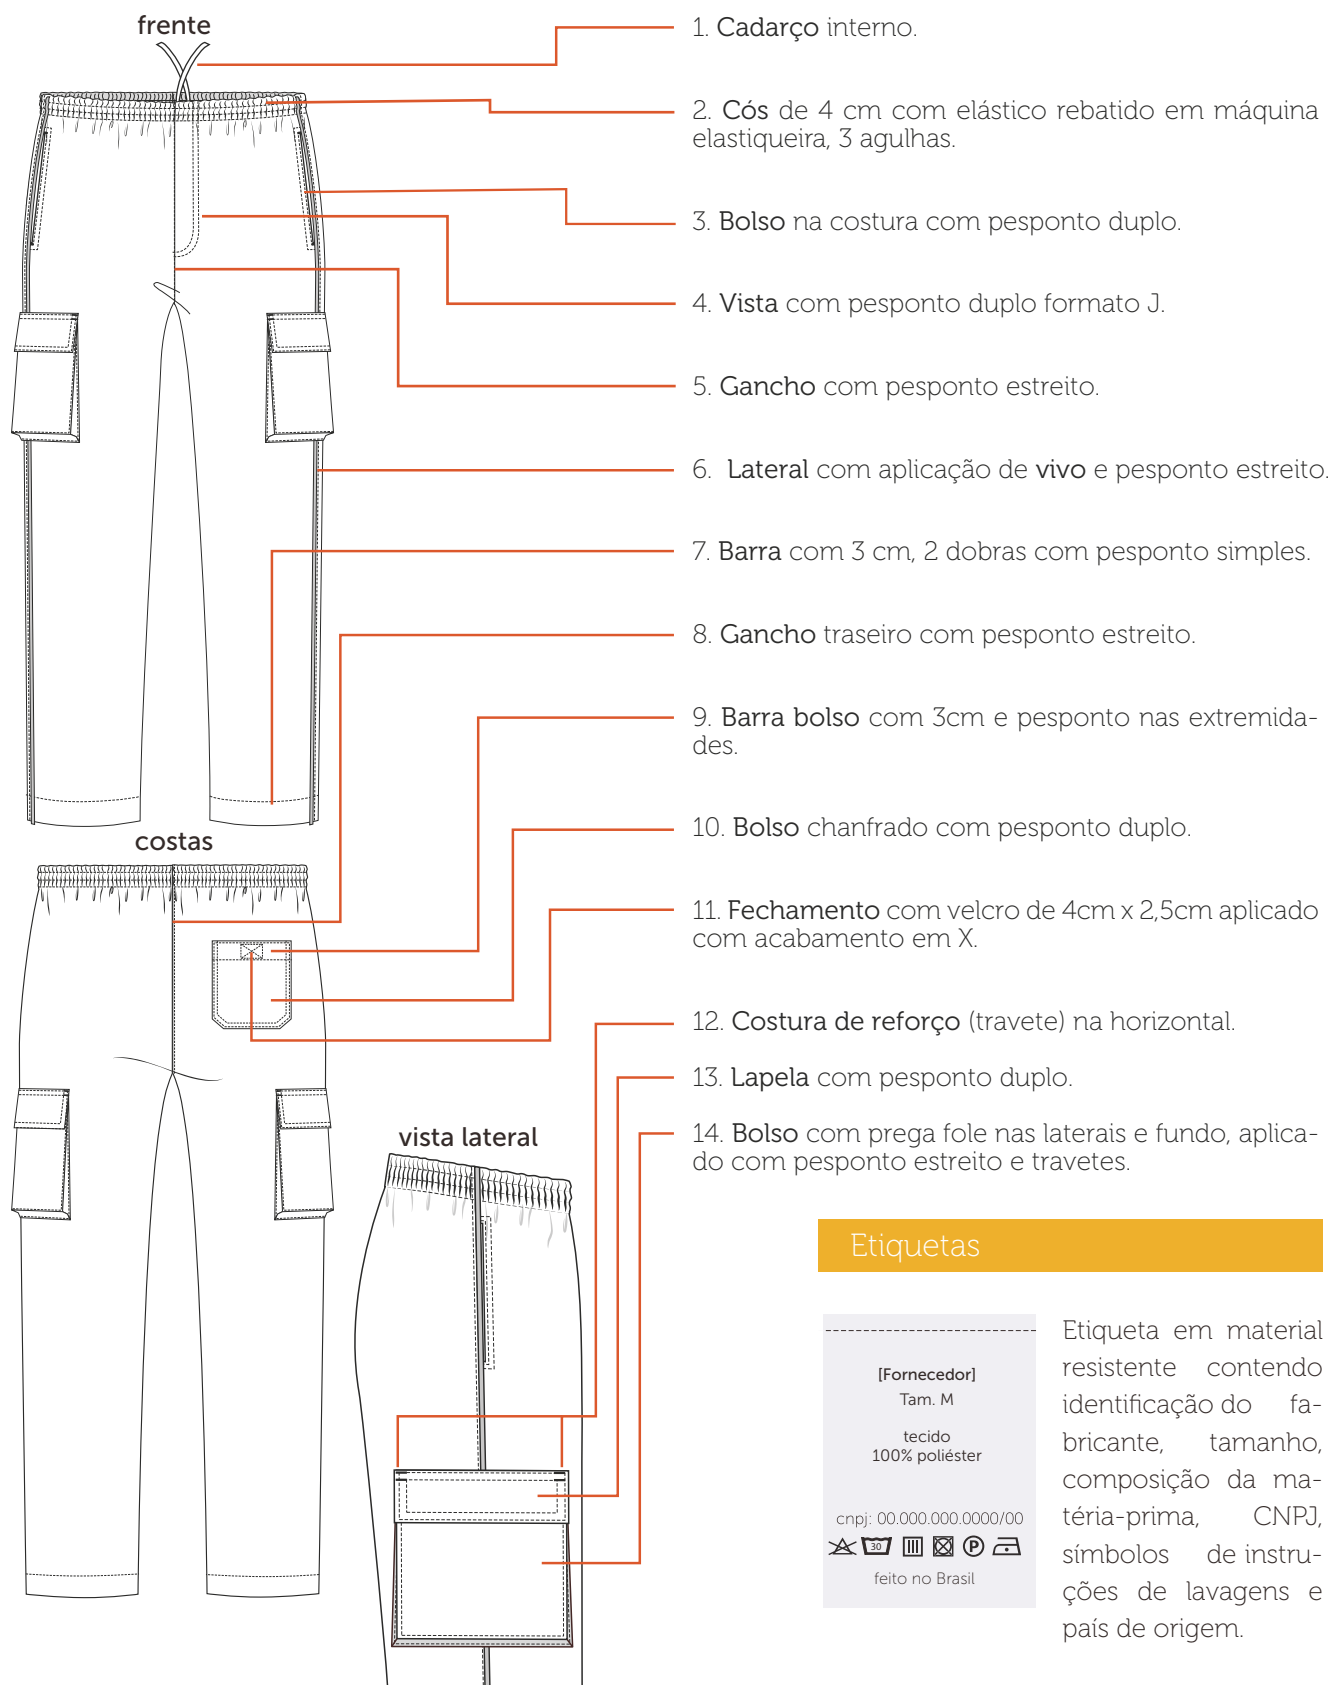 frente
1. Cadarço interno.
2. Cós de 4 cm com elástico rebatido em máquina
elastiqueira, 3 agulhas.
3. Bolso na costura com pesponto duplo.
4. Vista com pesponto duplo formato J.
5. Gancho com pesponto estreito.
6. Lateral com aplicação de vivo e pesponto estreito.
7. Barra com 3 cm, 2 dobras com pesponto simples.
8. Gancho traseiro com pesponto estreito.
9. Barra bolso com 3cm e pesponto nas extremida-
des.
costas
10. Bolso chanfrado com pesponto duplo.
11. Fechamento com velcro de 4cm x 2,5cm aplicado
com acabamento em X.
12. Costura de reforço (travete) na horizontal.
13. Lapela com pesponto duplo.
vista lateral
14. Bolso com prega fole nas laterais e fundo, aplica-
do com pesponto estreito e travetes.
Etiquetas
[Fornecedor]
Tam. M
tecido
100% poliéster
cnpj: 00.000.000.0000/00
30 P
feito no Brasil
Etiqueta em material
resistente contendo
identificação do fa-
bricante, tamanho,
composição da ma-
téria-prima, CNPJ,
símbolos de instru-
ções de lavagens e
país de origem.